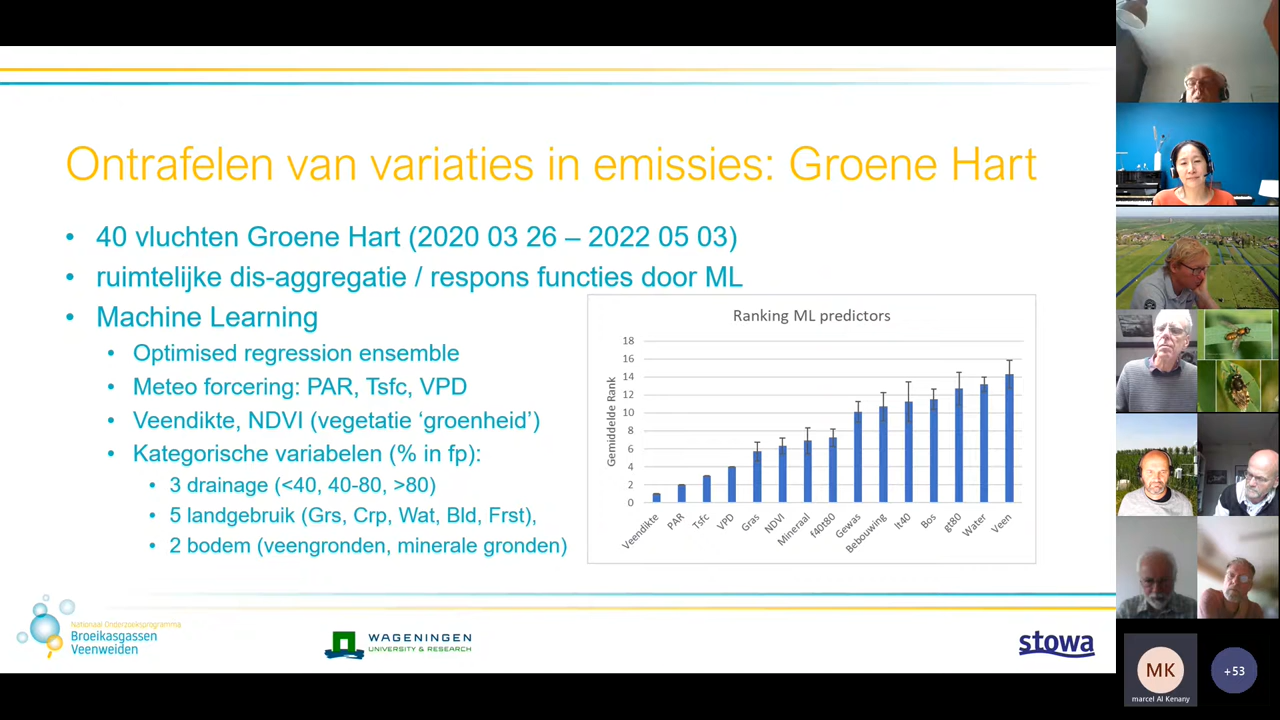 Ontrafelen van variaties in emissies: Groene Hart
• 40 vluchten Groene Hart (2020 03 26 – 2022 05 03)
• ruimtelijke dis-aggregatie / respons functies door ML
• Machine Learning
• Optimised regression ensemble
• Meteo forcering: PAR, Tsfc, VPD
• Veendikte, NDVI (vegetatie ‘groenheid’)
• Kategorische variabelen (% in fp):
• 3 drainage (<40, 40-80, >80)
• 5 landgebruik (Grs, Crp, Wat, Bld, Frst),
• 2 bodem (veengronden, minerale gronden)
Ranking ML predictors
Gemiddelde Rank
18
16
14
12
10
8
6
4
2
0
Veendikte
PAR
Tsfc
VPD
Gras
NDVI
Mineraal
f40t80
Gewas
Bebouwing
lt40
Bos
gt80
Water
Veen
Nationaal Onderzoeksprogramma
Broeikasgassen
Veenweiden
WAGENINGEN
UNIVERSITY & RESEARCH
stowa
MK
marcel Al Kenany
+53